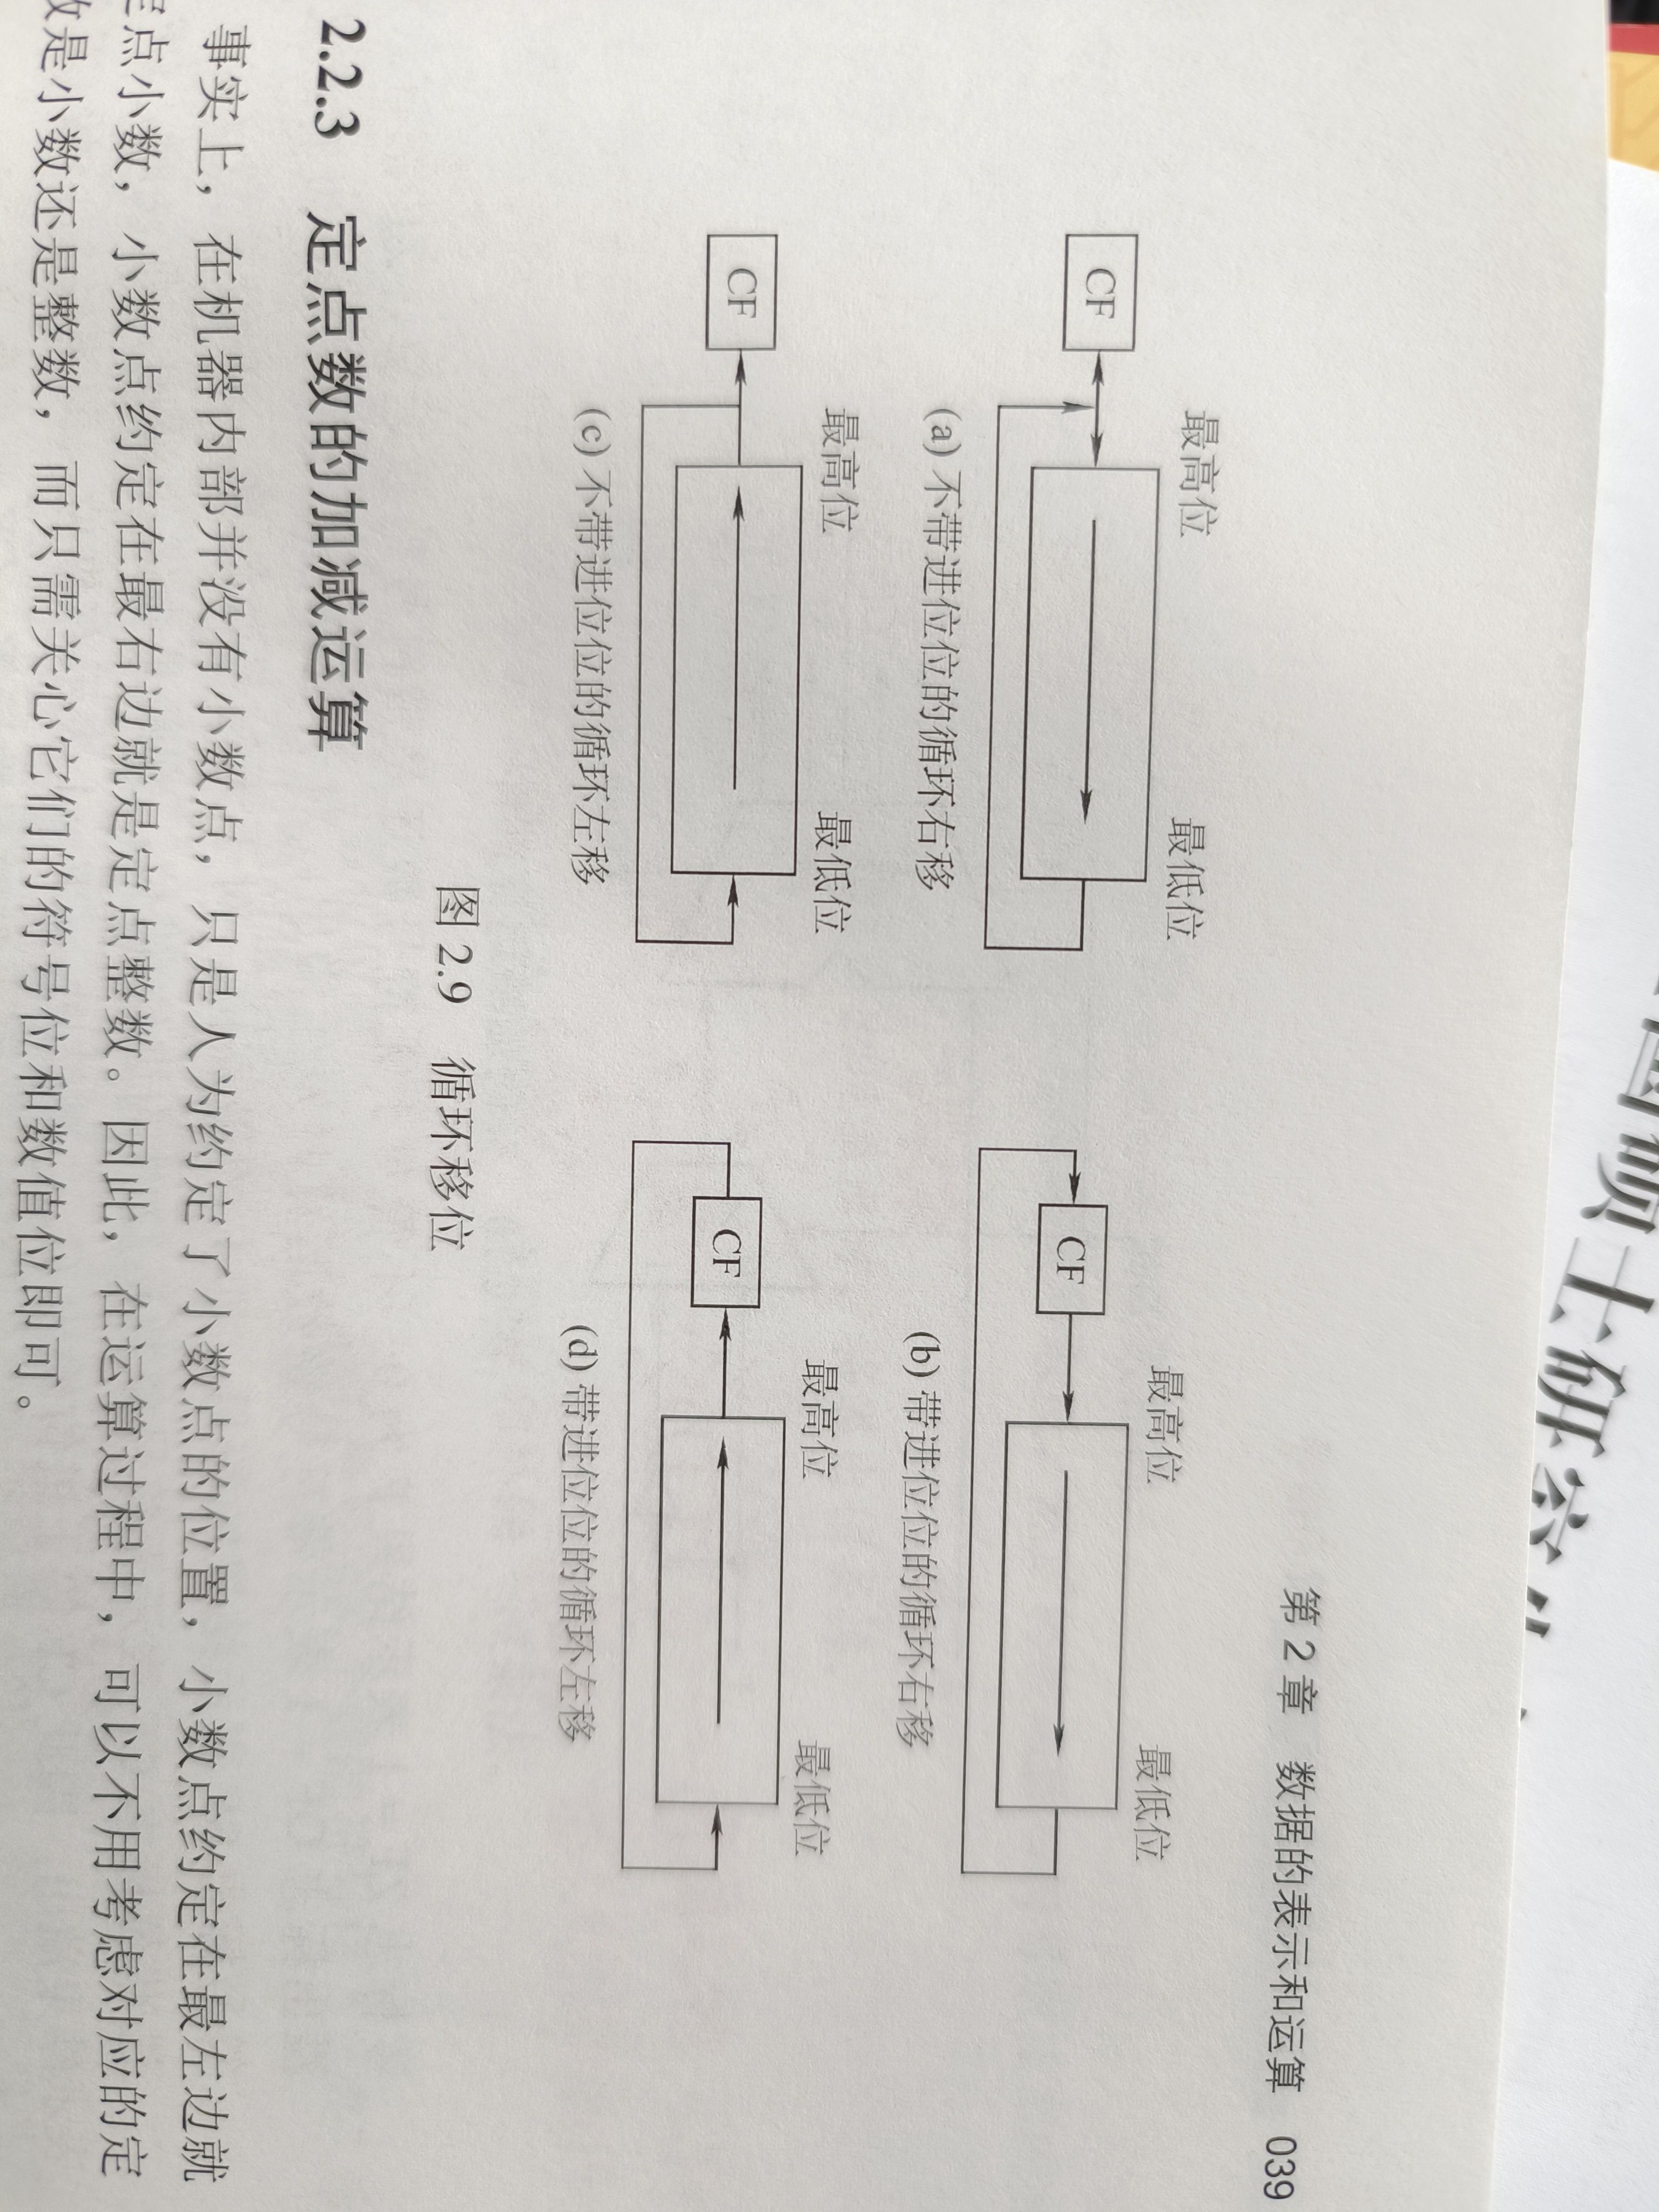 第 2 章 数据的表示和运算 039
最高位 最低位 最高位 最低位
CF CF
(a) 不带进位位的循环右移 (b) 带进位位的循环右移
最高位 最低位 最高位 最低位
CF CF
(c) 不带进位位的循环左移 (d) 带进位位的循环左移
图 2.9 循环移位
2.2.3 定点数的加减运算
事实上，在机器内部并没有小数点，只是人为约定了小数点的位置，小数点约定在最左边就
点小数，小数点约定在最右边就是定点整数。因此，在运算过程中，可以不用考虑对应的定
是小数还是整数，而只需关心它们的符号位和数值位即可。
硕士研究